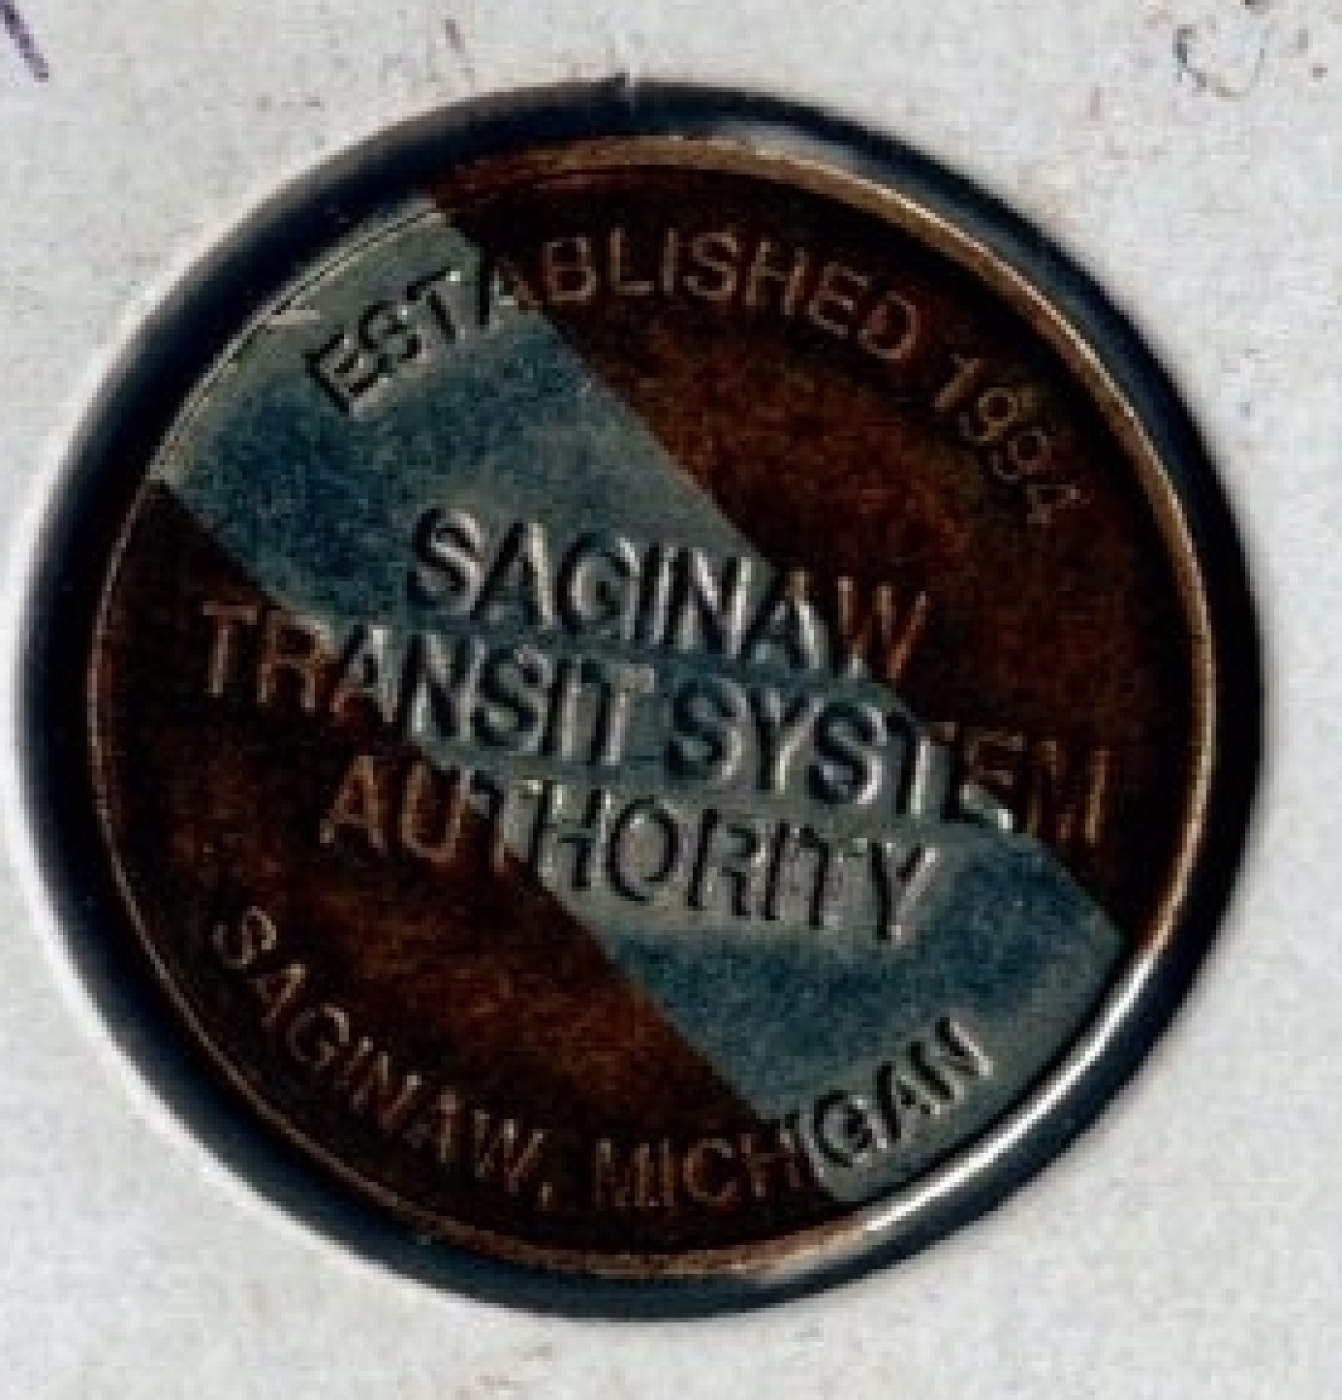 ESTABLISHED 1994
SAGINAW
TRANSIT SYSTEM
AUTHORITY
SAGINAW, MICHIGAN